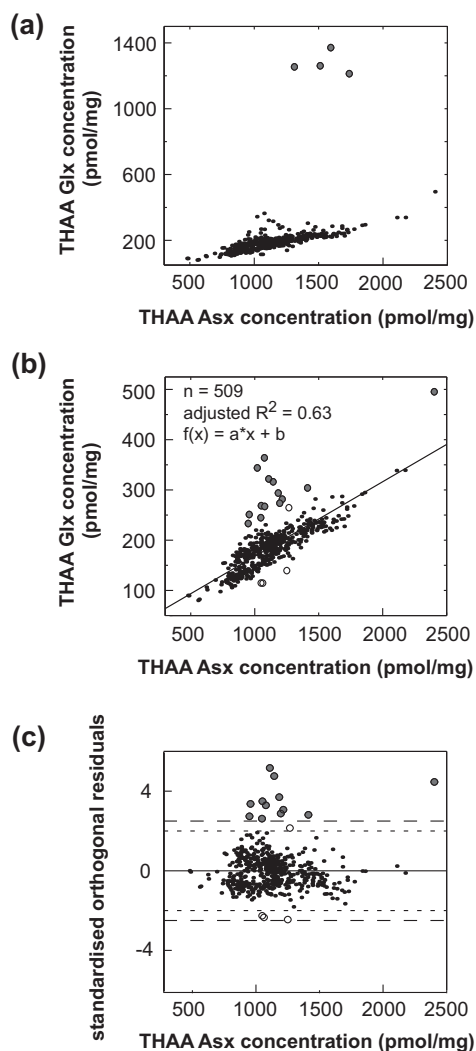 (a)
THAA Glx concentration
(pmol/mg)
1400
1000
600
200
500
1000
1500
2000
2500
THAA Asx concentration (pmol/mg)
(b)
THAA Glx concentration
(pmol/mg)
n = 509
adjusted R² = 0.63
f(x) = a*x + b
500
400
300
200
100
500
1000
1500
2000
2500
THAA Asx concentration (pmol/mg)
(c)
standardised orthogonal residuals
4
0
-4
500
1000
1500
2000
2500
THAA Asx concentration (pmol/mg)